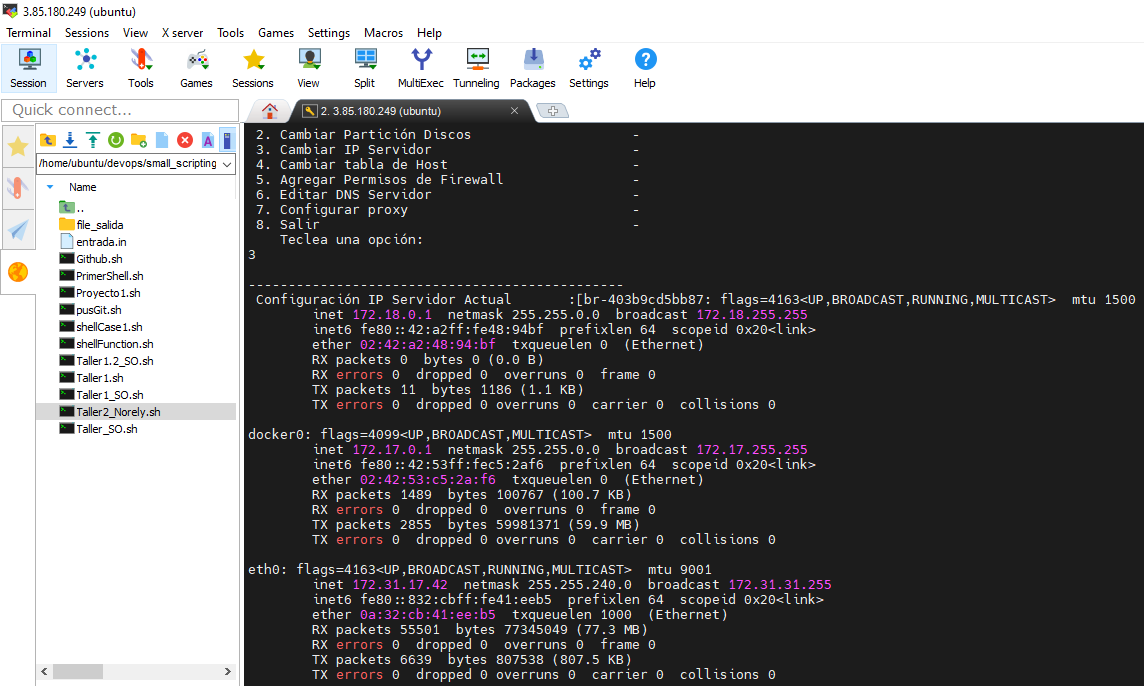 3.85.180.249 (ubuntu)
Terminal Sessions View X server Tools Games Settings Macros Help
Session Servers Tools Games Sessions View Split MultiExec Tunneling Packages Settings Help
Quick connect...
2. 3.85.180.249 (ubuntu)
/home/ubuntu/devops/small_scripting
Name
..
file_salida
entrada.in
Github.sh
PrimerShell.sh
Proyecto1.sh
pusGit.sh
shellCase1.sh
shellFunction.sh
Taller1.2_SO.sh
Taller1.sh
Taller1_SO.sh
Taller2_Norely.sh
Taller_SO.sh
2. Cambiar Partición Discos -
3. Cambiar IP Servidor -
4. Cambiar tabla de Host -
5. Agregar Permisos de Firewall -
6. Editar DNS Servidor -
7. Configurar proxy -
8. Salir -
Teclea una opción:
3
-----------------------------------------------
Configuración IP Servidor Actual :[br-403b9cd5bb87: flags=4163<UP,BROADCAST,RUNNING,MULTICAST> mtu 1500
inet 172.18.0.1 netmask 255.255.0.0 broadcast 172.18.255.255
inet6 fe80::42:a2ff:fe48:94bf prefixlen 64 scopeid 0x20<link>
ether 02:42:a2:48:94:bf txqueuelen 0 (Ethernet)
RX packets 0 bytes 0 (0.0 B)
RX errors 0 dropped 0 overruns 0 frame 0
TX packets 11 bytes 1186 (1.1 KB)
TX errors 0 dropped 0 overruns 0 carrier 0 collisions 0
docker0: flags=4099<UP,BROADCAST,MULTICAST> mtu 1500
inet 172.17.0.1 netmask 255.255.0.0 broadcast 172.17.255.255
inet6 fe80::42:53ff:fec5:2af6 prefixlen 64 scopeid 0x20<link>
ether 02:42:53:c5:2a:f6 txqueuelen 0 (Ethernet)
RX packets 1489 bytes 100767 (100.7 KB)
RX errors 0 dropped 0 overruns 0 frame 0
TX packets 2855 bytes 59981371 (59.9 MB)
TX errors 0 dropped 0 overruns 0 carrier 0 collisions 0
eth0: flags=4163<UP,BROADCAST,RUNNING,MULTICAST> mtu 9001
inet 172.31.17.42 netmask 255.255.240.0 broadcast 172.31.31.255
inet6 fe80::832:cbff:fe41:eeb5 prefixlen 64 scopeid 0x20<link>
ether 0a:32:cb:41:ee:b5 txqueuelen 1000 (Ethernet)
RX packets 55501 bytes 77345049 (77.3 MB)
RX errors 0 dropped 0 overruns 0 frame 0
TX packets 6639 bytes 807538 (807.5 KB)
TX errors 0 dropped 0 overruns 0 carrier 0 collisions 0